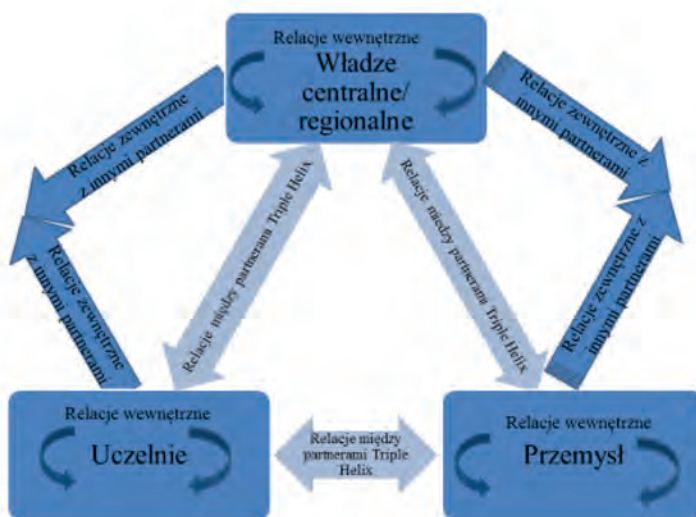 Relacje wewnętrzne
Władze
centralne/
regionalne
Relacje zewnętrzne
z innymi partnerami
Relacje zewnętrzne z
innymi partnerami
Relacje między partnerami Triple Helix
Relacje między partnerami Triple Helix
Relacje zewnętrzne
z innymi partnerami
Relacje zewnętrzne z
innymi partnerami
Relacje wewnętrzne
Uczelnie
Relacje między
partnerami Triple
Helix
Relacje wewnętrzne
Przemysł